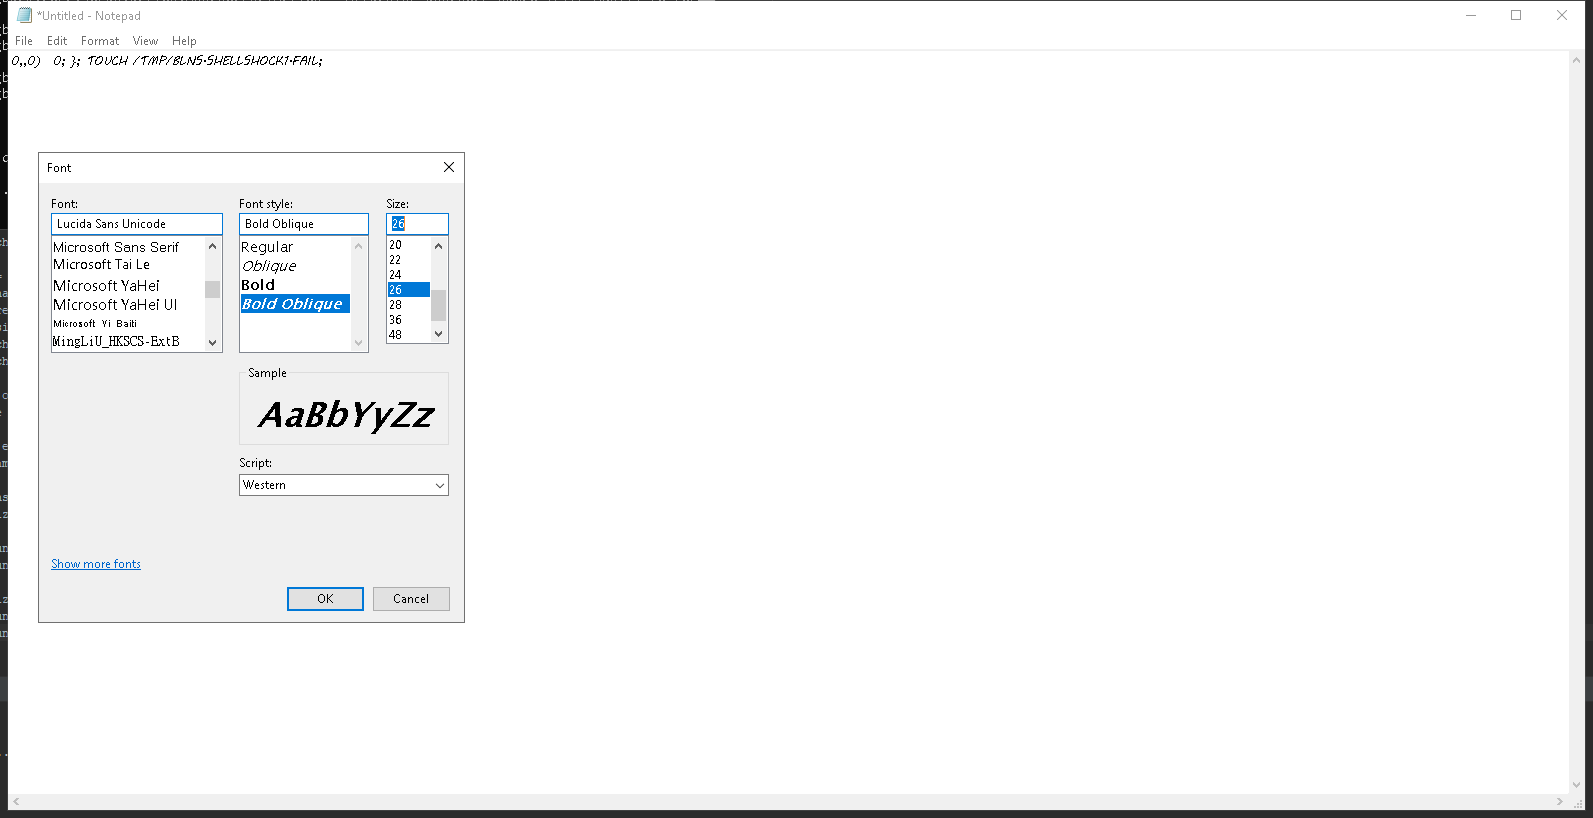 *Untitled - Notepad
File Edit Format View Help
0,,0)  0; }; TOUCH /TMP/BLNS.SHELLSHOCK1.FAIL;
Font
Font:
Font style:
Size:
Lucida Sans Unicode
Bold Oblique
26
Microsoft Sans Serif
Microsoft Tai Le
Microsoft YaHei
Microsoft YaHei UI
Microsoft Yi Baiti
MingLiU_HKSCS-ExtB
Regular
Oblique
Bold
Bold Oblique
20
22
24
26
28
36
48
Sample
AaBbYyZz
Script:
Western
Show more fonts
OK
Cancel